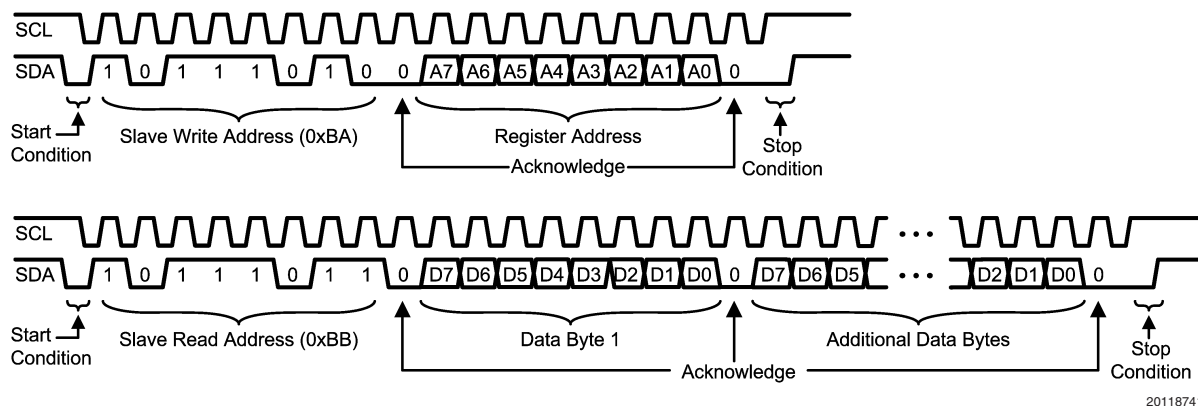 SCL
SDA 1 0 1 1 1 0 1 0 0 A7 A6 A5 A4 A3 A2 A1 A0 0
Start
Condition
Slave Write Address (0xBA)
Register Address
Acknowledge
Stop
Condition
SCL
SDA 1 0 1 1 1 0 1 1 0 D7 D6 D5 D4 D3 D2 D1 D0 0 D7 D6 D5 D2 D1 D0 0
Start
Condition
Slave Read Address (0xBB)
Data Byte 1
Additional Data Bytes
Acknowledge
Stop
Condition